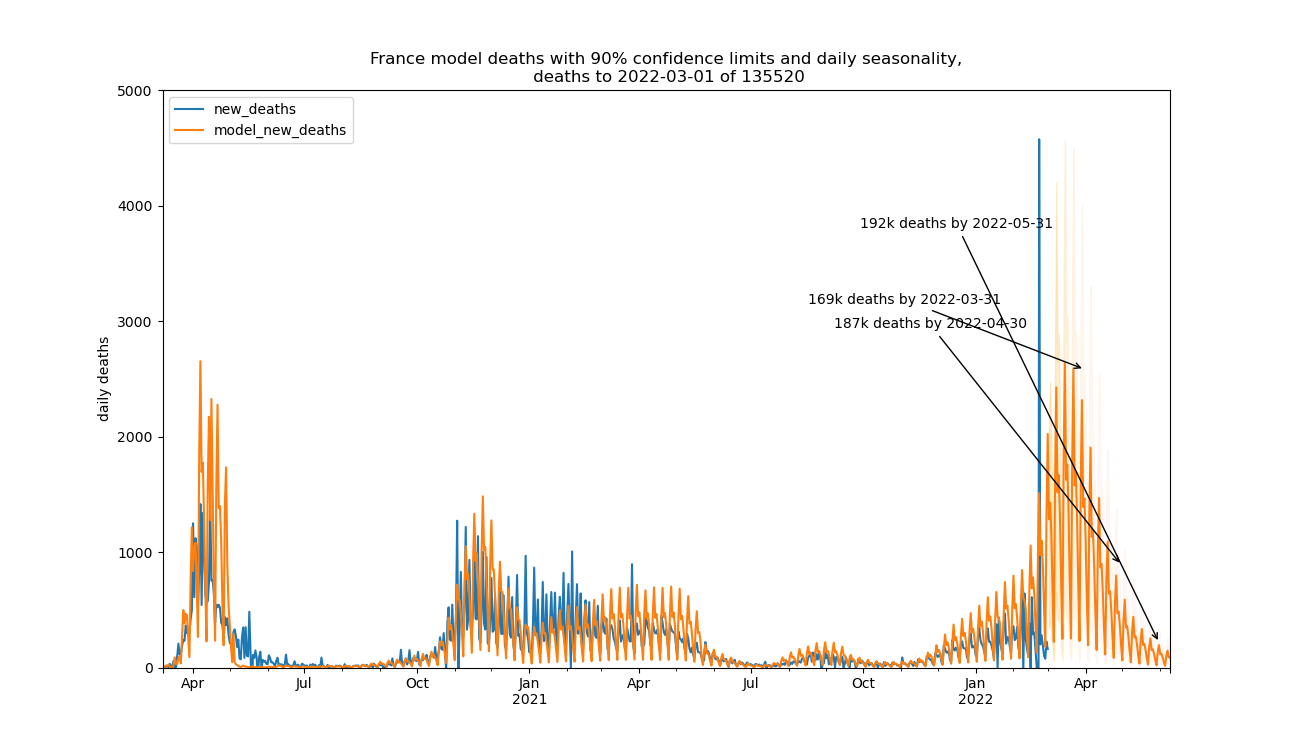 France model deaths with 90% confidence limits and daily seasonality,
deaths to 2022-03-01 of 135520
5000
4000
3000
2000
1000
0
daily deaths
new_deaths
model_new_deaths
192k deaths by 2022-05-31
169k deaths by 2022-03-31
187k deaths by 2022-04-30
Apr
Jul
Oct
Jan
2021
Apr
Jul
Oct
Jan
2022
Apr